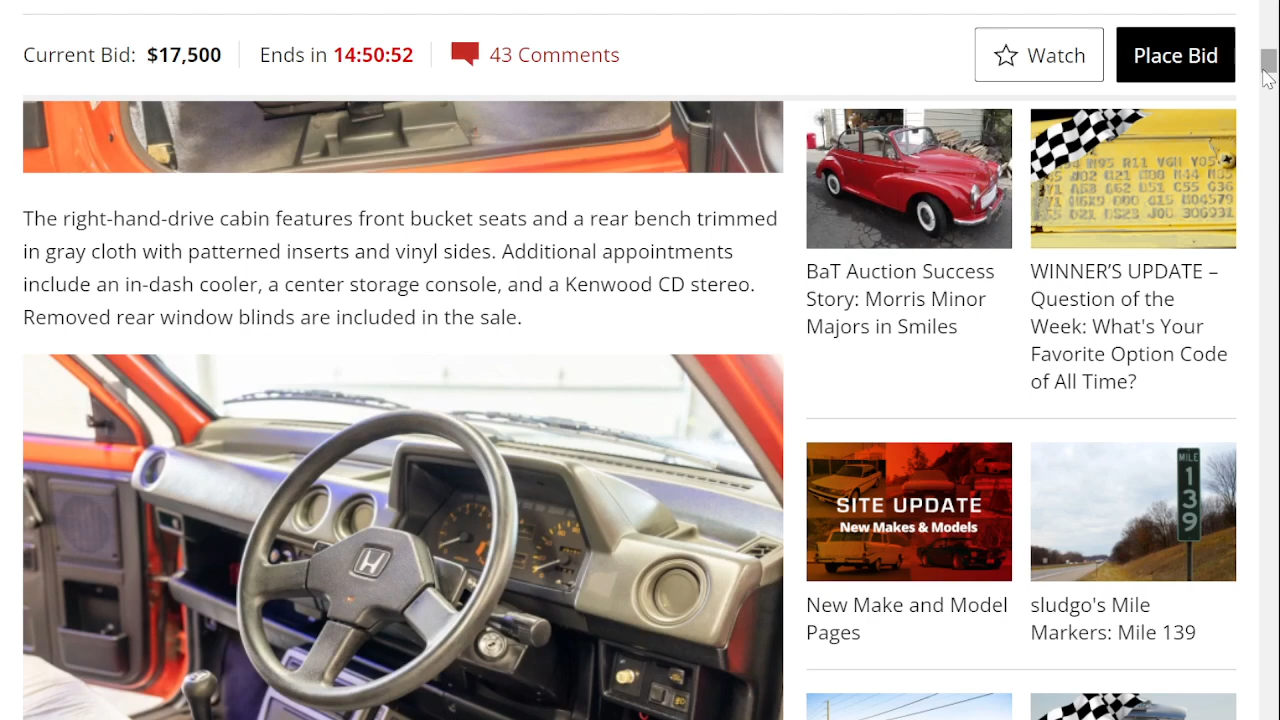 Current Bid: $17,500
Ends in 14:50:52
43 Comments
Watch
Place Bid
The right-hand-drive cabin features front bucket seats and a rear bench trimmed
in gray cloth with patterned inserts and vinyl sides. Additional appointments
include an in-dash cooler, a center storage console, and a Kenwood CD stereo.
Removed rear window blinds are included in the sale.
BaT Auction Success
Story: Morris Minor
Majors in Smiles
WINNER’S UPDATE –
Question of the
Week: What's Your
Favorite Option Code
of All Time?
SITE UPDATE
New Makes & Models
New Make and Model
Pages
MILE
1
3
9
sludgo's Mile
Markers: Mile 139
H